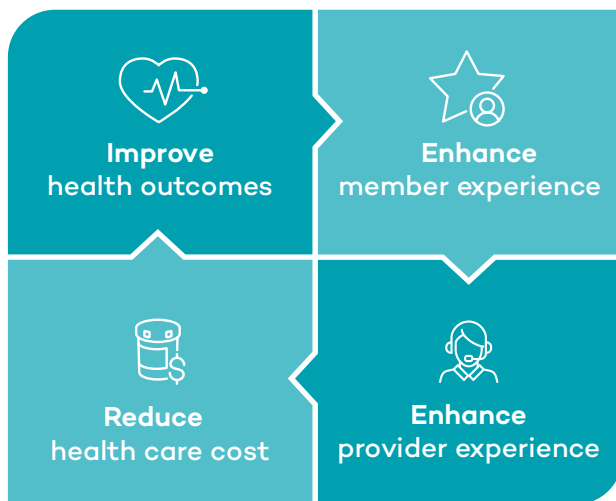 Improve
health outcomes
Enhance
member experience
Reduce
health care cost
Enhance
provider experience